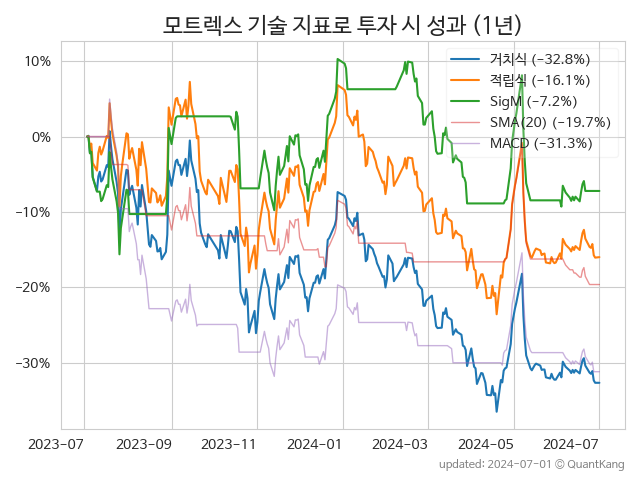 모트렉스 기술 지표로 투자 시 성과 (1년)
거치식 (−32.8%)
적립식 (−16.1%)
SigM (−7.2%)
SMA(20) (−19.7%)
MACD (−31.3%)
10%
0%
−10%
−20%
−30%
2023-07 2023-09 2023-11 2024-01 2024-03 2024-05 2024-07
updated: 2024-07-01 © QuantKang